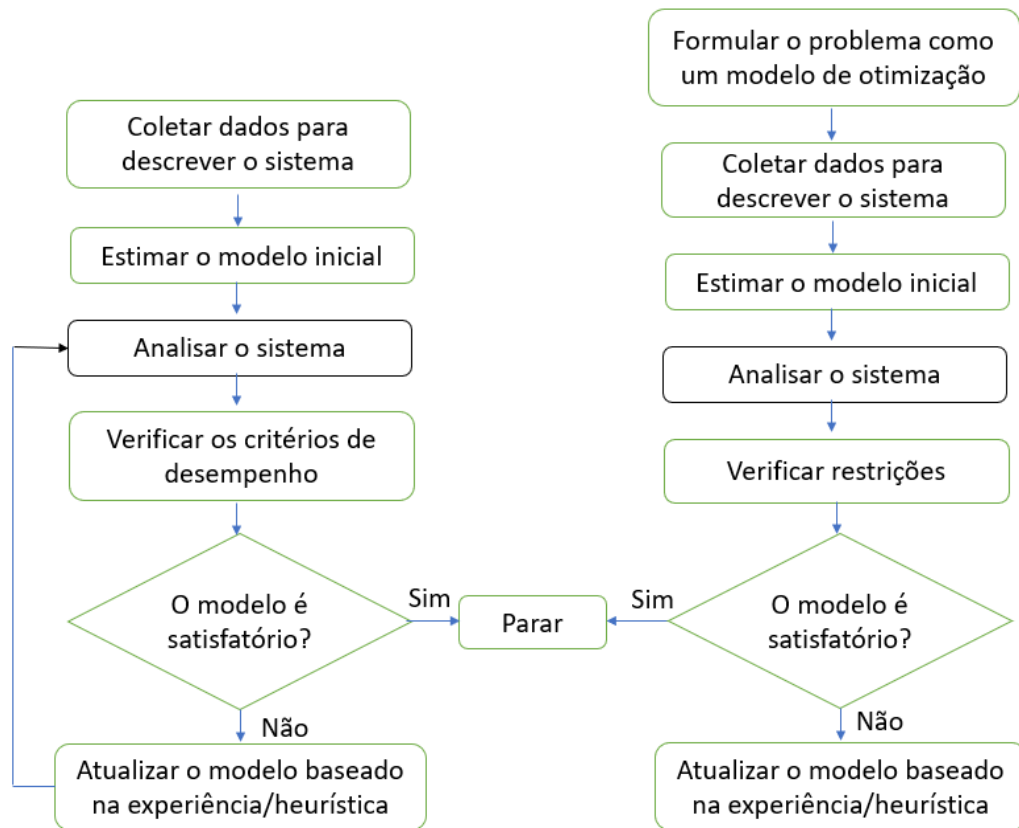 Coletar dados para
descrever o sistema
Estimar o modelo inicial
Analisar o sistema
Verificar os critérios de
desempenho
O modelo é
satisfatório?
Sim
Não
Atualizar o modelo baseado
na experiência/heurística
Parar
Formular o problema como
um modelo de otimização
Coletar dados para
descrever o sistema
Estimar o modelo inicial
Analisar o sistema
Verificar restrições
O modelo é
satisfatório?
Sim
Não
Atualizar o modelo baseado
na experiência/heurística